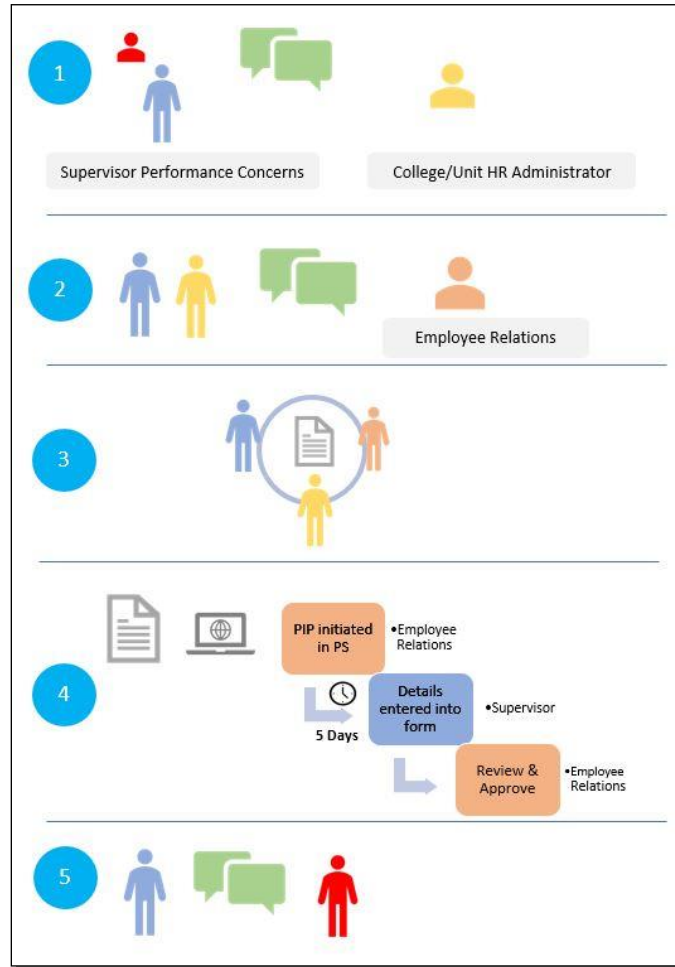 1
Supervisor Performance Concerns
College/Unit HR Administrator
2
Employee Relations
3
4
PIP initiated
in PS
•Employee
Relations
5 Days
Details
entered into
form
•Supervisor
Review &
Approve
•Employee
Relations
5